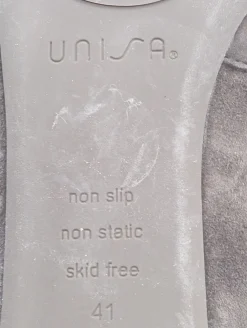 UNISA®
non slip
non static
skid free
41